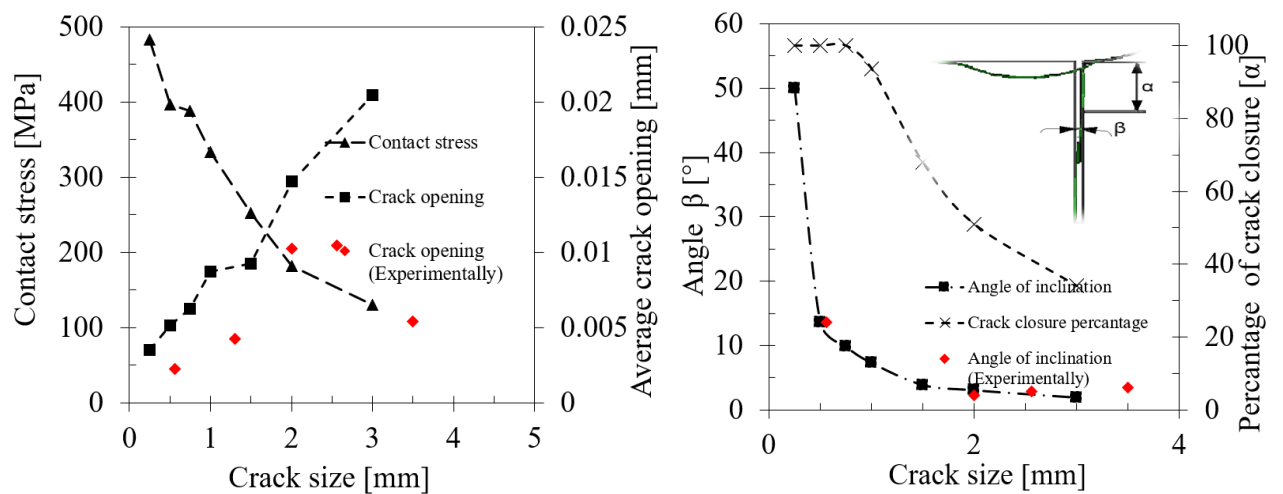 500
400
300
200
100
0
Contact stress [MPa]
0.025
0.02
0.015
0.01
0.005
0
Average crack opening [mm]
Contact stress
Crack opening
Crack opening
(Experimentally)
0 1 2 3 4 5
Crack size [mm]
60
50
40
30
20
10
0
Angle β [°]
100
80
60
40
20
0
Percantage of crack closure [α]
α
β
Angle of inclination
Crack closure percantage
Angle of inclination
(Experimentally)
0 2 4
Crack size [mm]